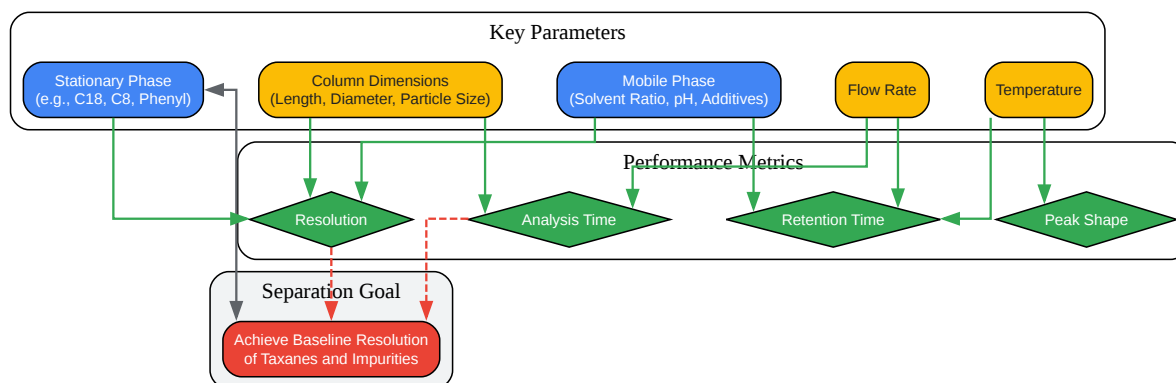 Key Parameters
Stationary Phase
(e.g., C18, C8, Phenyl)
Column Dimensions
(Length, Diameter, Particle Size)
Mobile Phase
(Solvent Ratio, pH, Additives)
Flow Rate
Temperature
Performance Metrics
Resolution
Analysis Time
Retention Time
Peak Shape
Separation Goal
Achieve Baseline Resolution
of Taxanes and Impurities